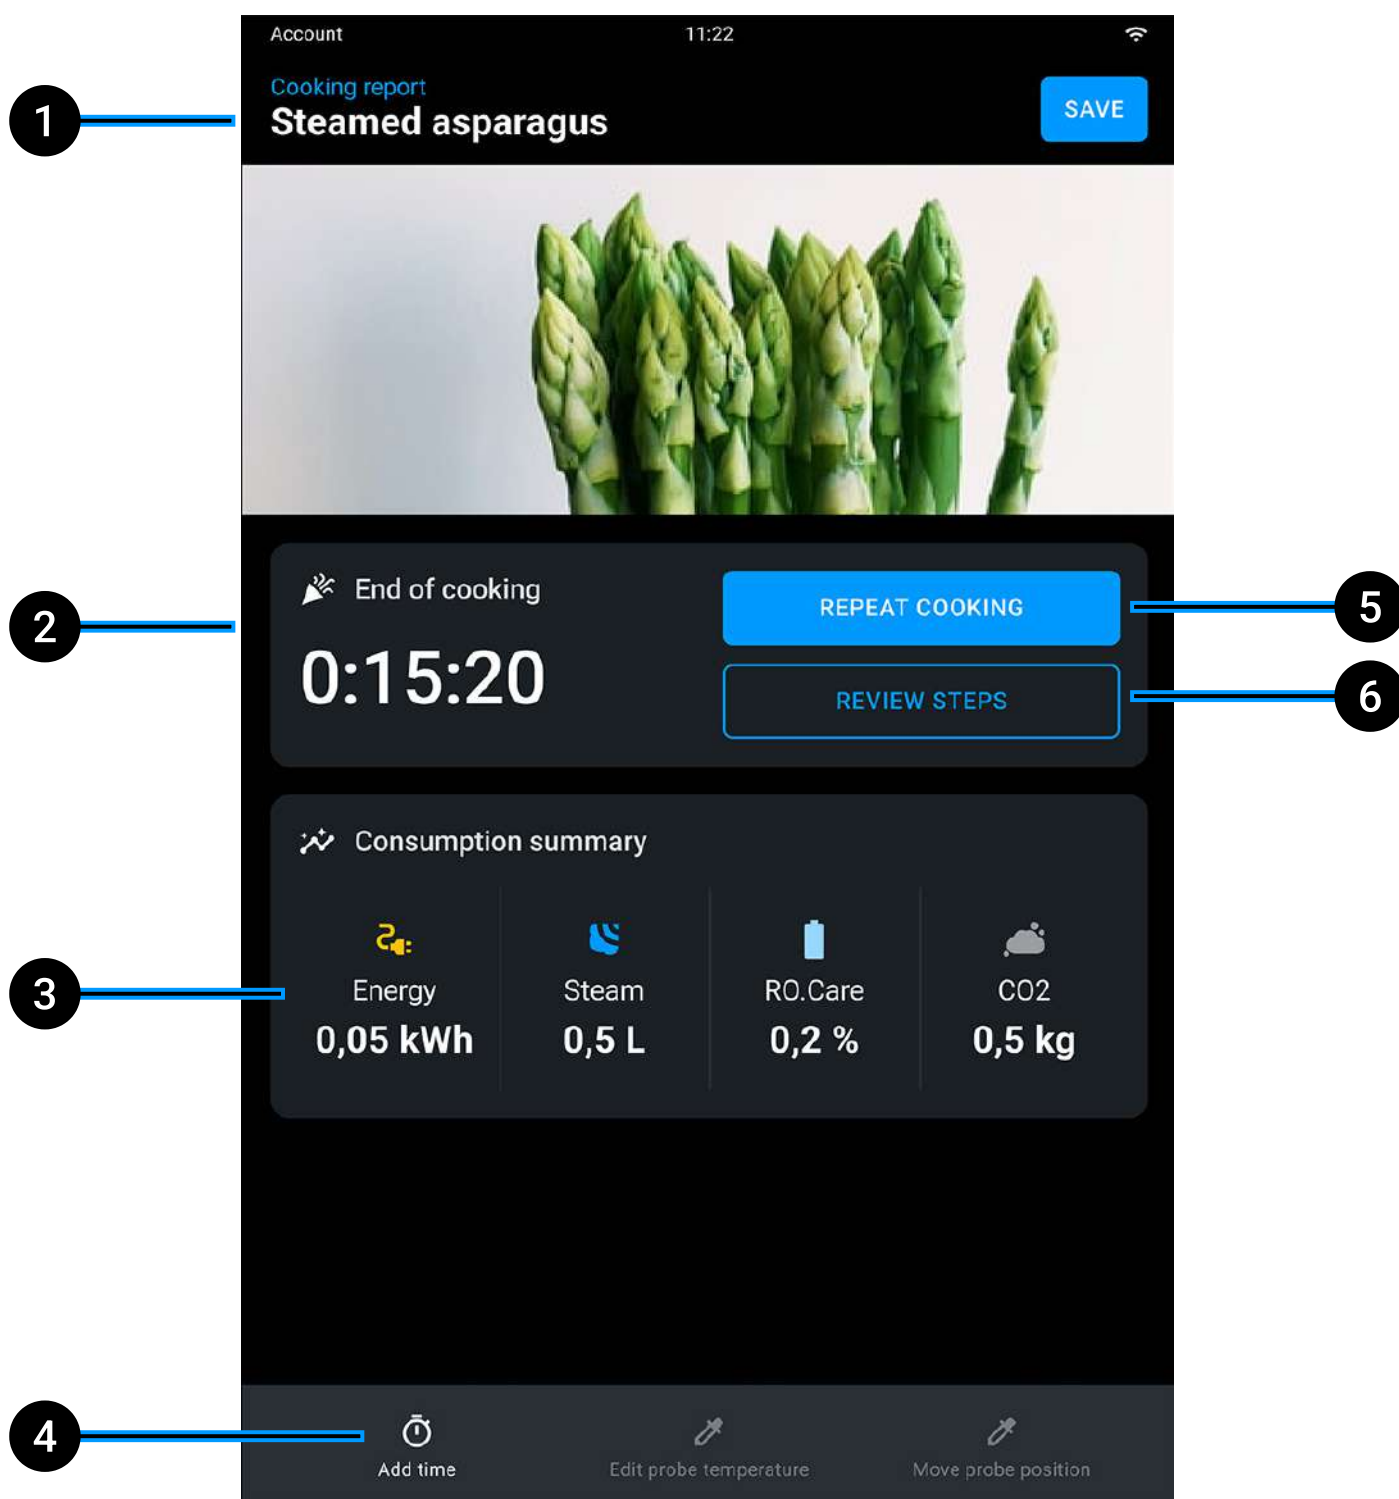 Account 11:22
Cooking report
Steamed asparagus
SAVE
1
End of cooking
0:15:20
REPEAT COOKING
REVIEW STEPS
2
5
6
Consumption summary
Energy Steam RO.Care CO2
0,05 kWh 0,5 L 0,2 % 0,5 kg
3
Add time Edit probe temperature Move probe position
4